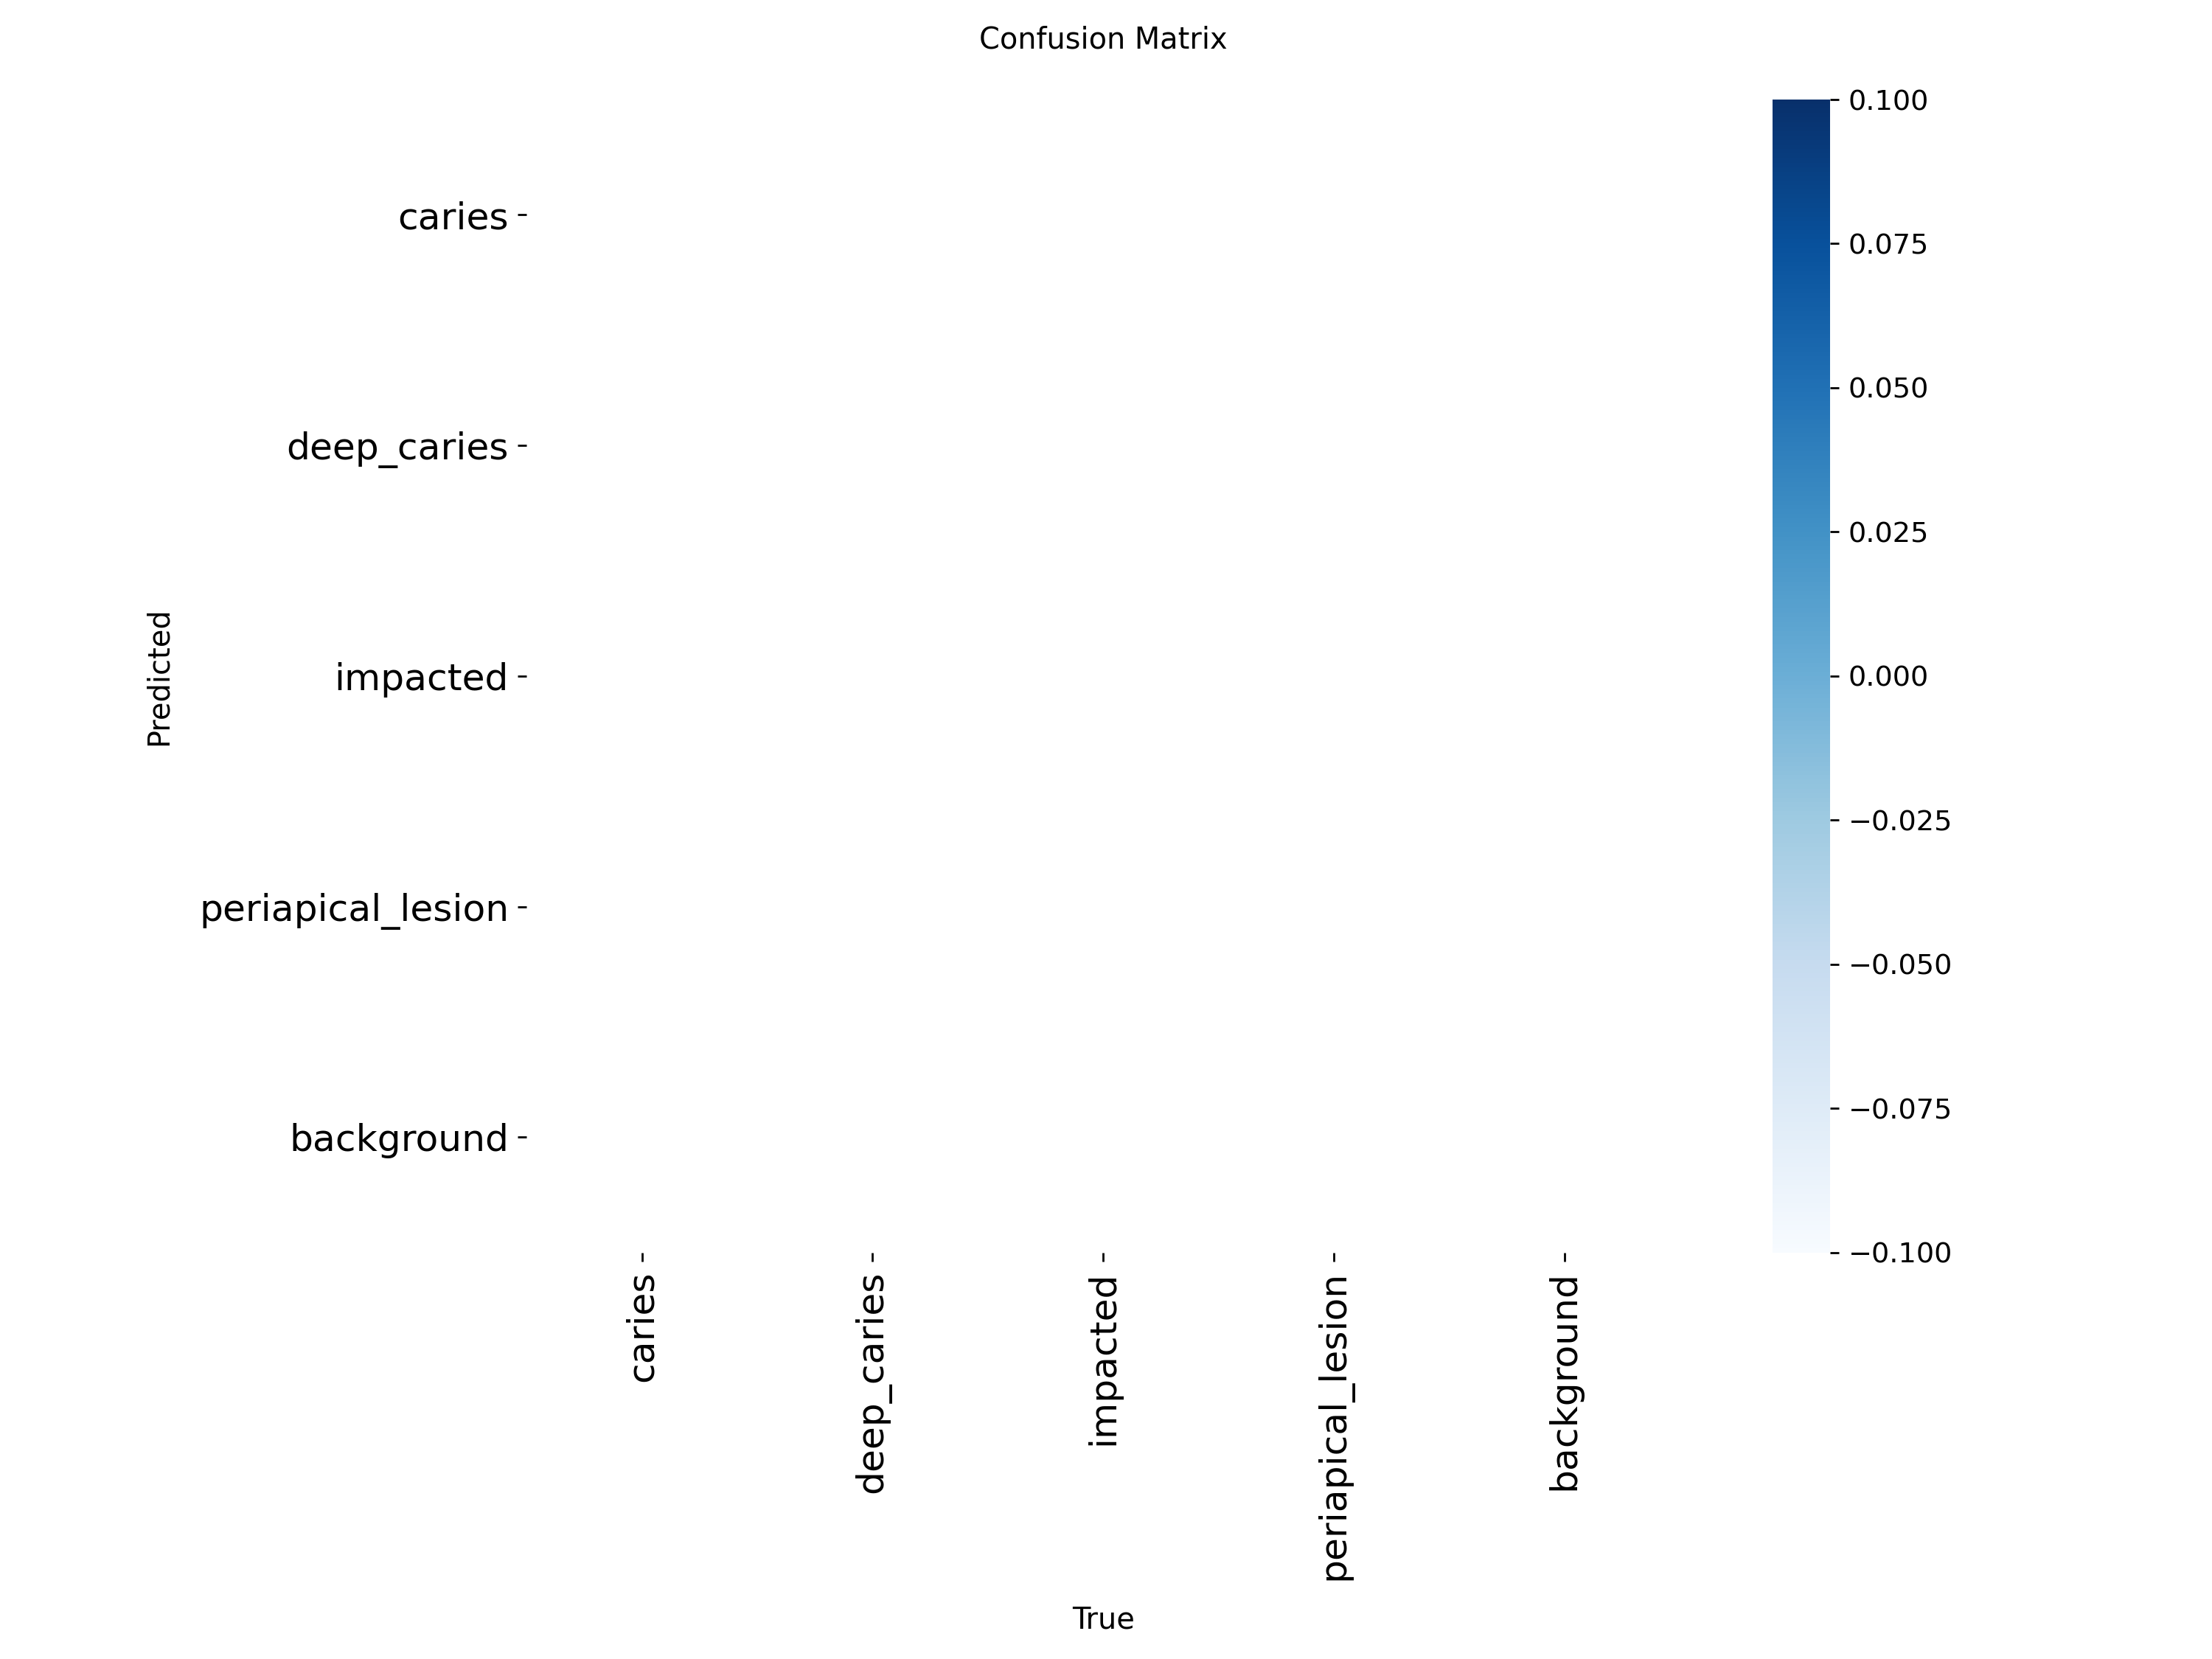 Confusion Matrix
caries
deep_caries
impacted
periapical_lesion
background
Predicted
caries
deep_caries
impacted
periapical_lesion
background
True
0.100
0.075
0.050
0.025
0.000
−0.025
−0.050
−0.075
−0.100